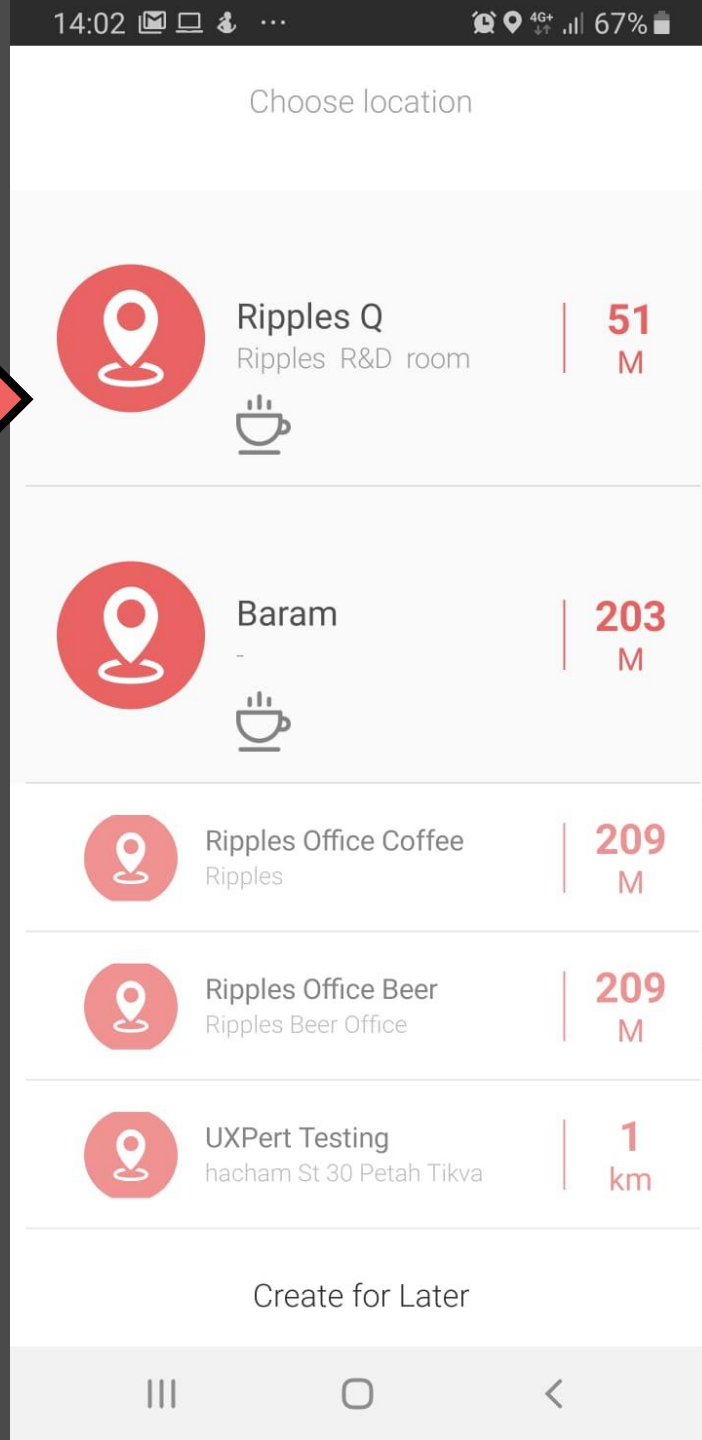 14:02
4G+
67%
Choose location
Ripples Q
Ripples R&D room
51
M
Baram
-
203
M
Ripples Office Coffee
Ripples
209
M
Ripples Office Beer
Ripples Beer Office
209
M
UXPert Testing
hacham St 30 Petah Tikva
1
km
Create for Later